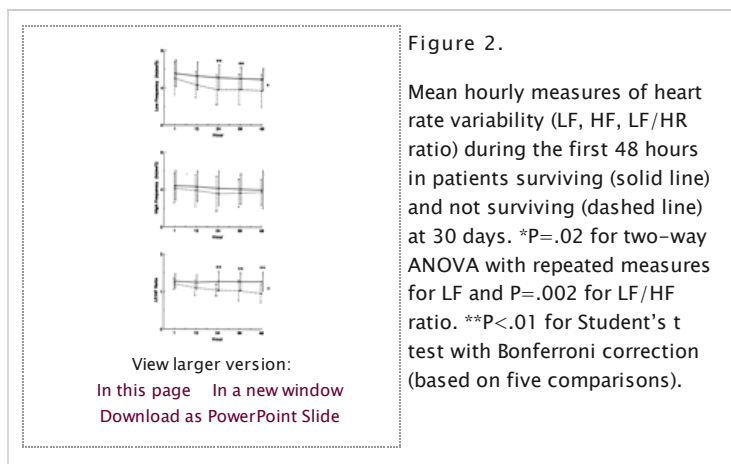 Figure 2.
Mean hourly measures of heart
rate variability (LF, HF, LF/HR
ratio) during the first 48 hours
in patients surviving (solid line)
and not surviving (dashed line)
at 30 days. *P=.02 for two-way
ANOVA with repeated measures
for LF and P=.002 for LF/HF
ratio. **P<.01 for Student's t
test with Bonferroni correction
(based on five comparisons).
View larger version:
In this page In a new window
Download as PowerPoint Slide